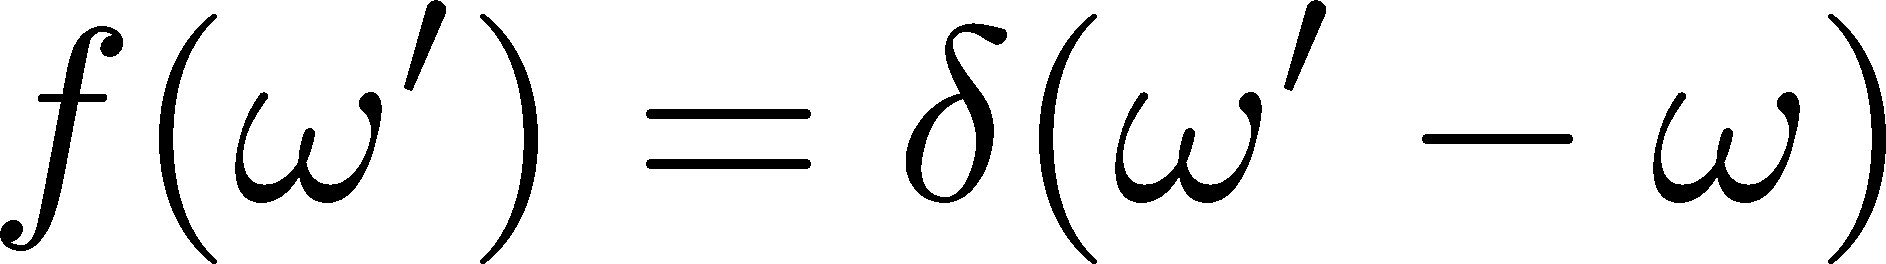 f(ω′) = δ(ω′ − ω)